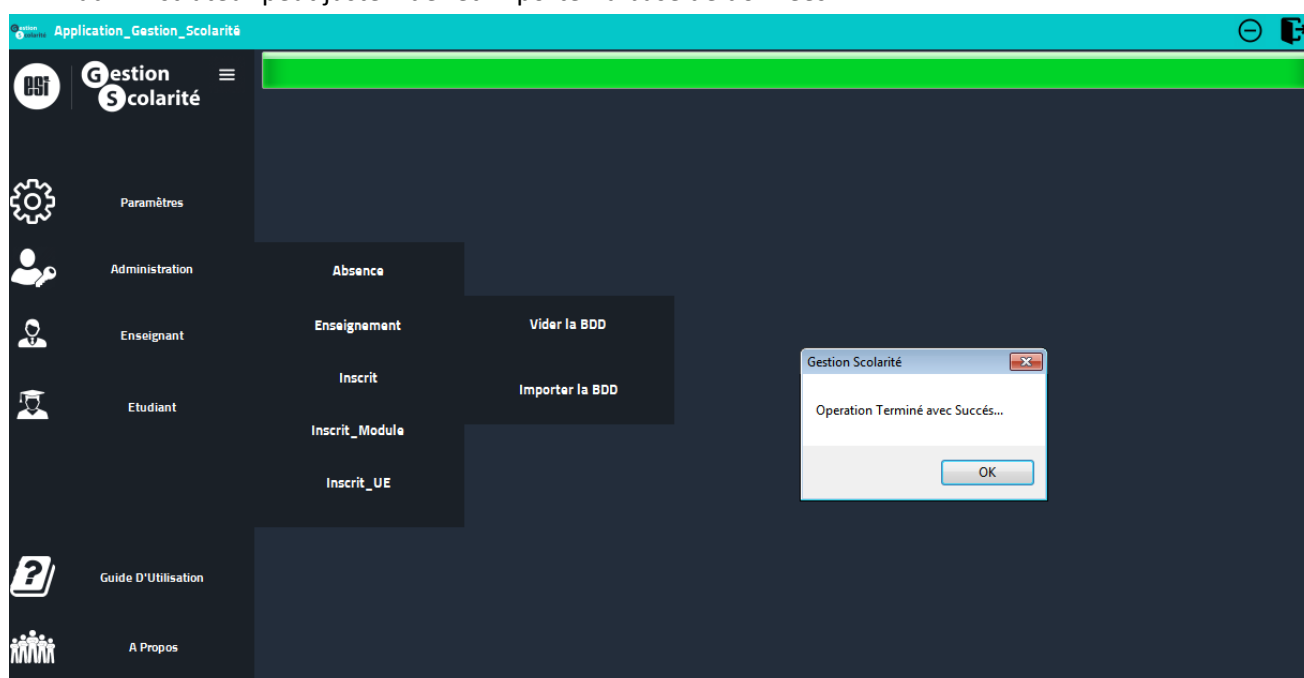 Application_Gestion_Scolarité
esi
Gestion
Scolarité
Paramètres
Administration
Absence
Enseignant
Enseignement
Vider la BDD
Gestion Scolarité
Inscrit
Importer la BDD
Etudiant
Operation Terminé avec Succés...
Inscrit_Module
OK
Inscrit_UE
Guide D'Utilisation
A Propos